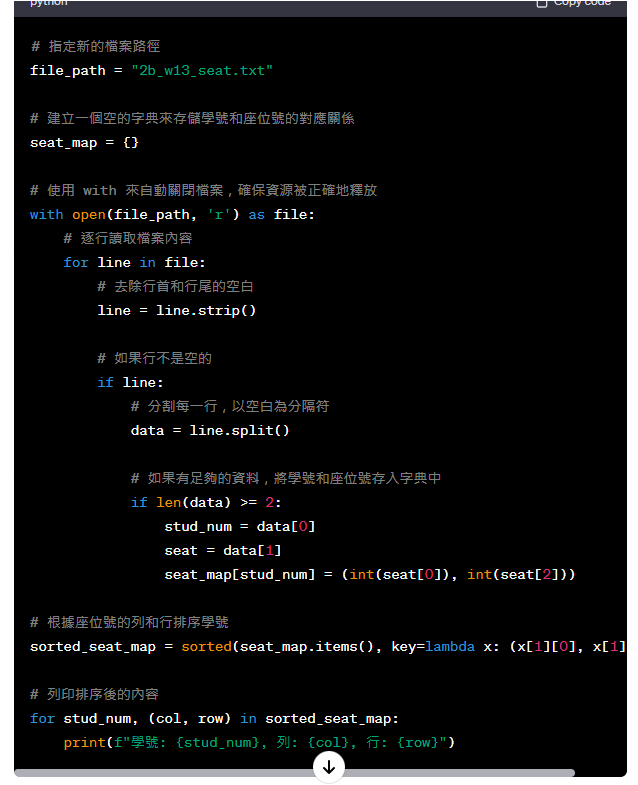 python Copy code
# 指定新的檔案路徑
file_path = "2b_w13_seat.txt"
# 建立一個空的字典來存儲學號和座位號的對應關係
seat_map = {}
# 使用 with 來自動關閉檔案，確保資源被正確地釋放
with open(file_path, 'r') as file:
# 逐行讀取檔案內容
for line in file:
# 去除行首和行尾的空白
line = line.strip()
# 如果行不是空的
if line:
# 分割每一行，以空白為分隔符
data = line.split()
# 如果有足夠的資料，將學號和座位號存入字典中
if len(data) >= 2:
stud_num = data[0]
seat = data[1]
seat_map[stud_num] = (int(seat[0]), int(seat[2]))
# 根據座位號的列和行排序學號
sorted_seat_map = sorted(seat_map.items(), key=lambda x: (x[1][0], x[1]
# 列印排序後的內容
for stud_num, (col, row) in sorted_seat_map:
print(f"學號: {stud_num}, 列: {col}, 行: {row}")